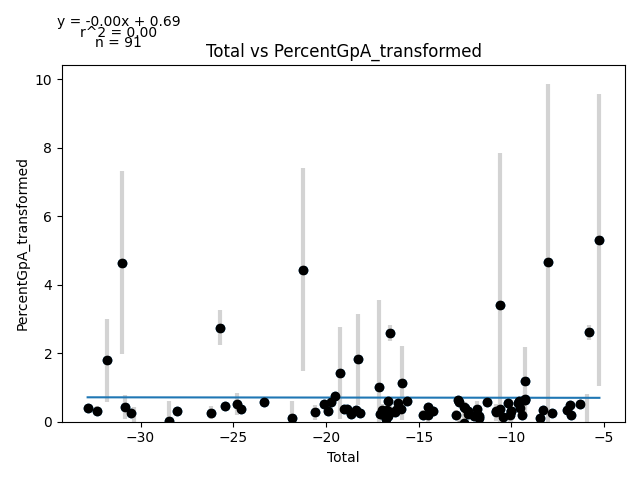 y = -0.00x + 0.69
r^2 = 0.00
n = 91
Total vs PercentGpA_transformed
PercentGpA_transformed
10
8
6
4
2
0
−30
−25
−20
−15
−10
−5
Total